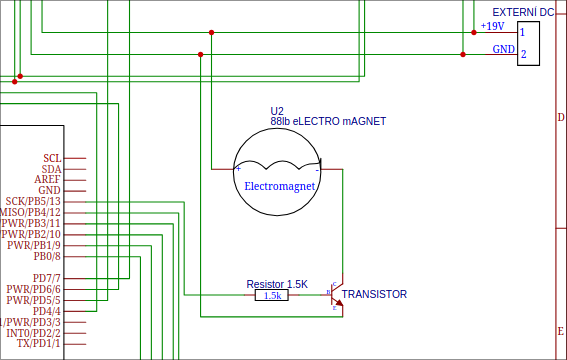 EXTERNÍ DC
+19V
1
GND
2
U2
88lb eLECTRO mAGNET
D
+
-
Electromagnet
SCL
SDA
AREF
GND
SCK/PB5/13
MISO/PB4/12
/PWR/PB3/11
PWR/PB2/10
PWR/PB1/9
PB0/8
PD7/7
PWR/PD6/6
PWR/PD5/5
PD4/4
1/PWR/PD3/3
INT0/PD2/2
TX/PD1/1
Resistor 1.5K
1.5k
C
B
E
TRANSISTOR
E